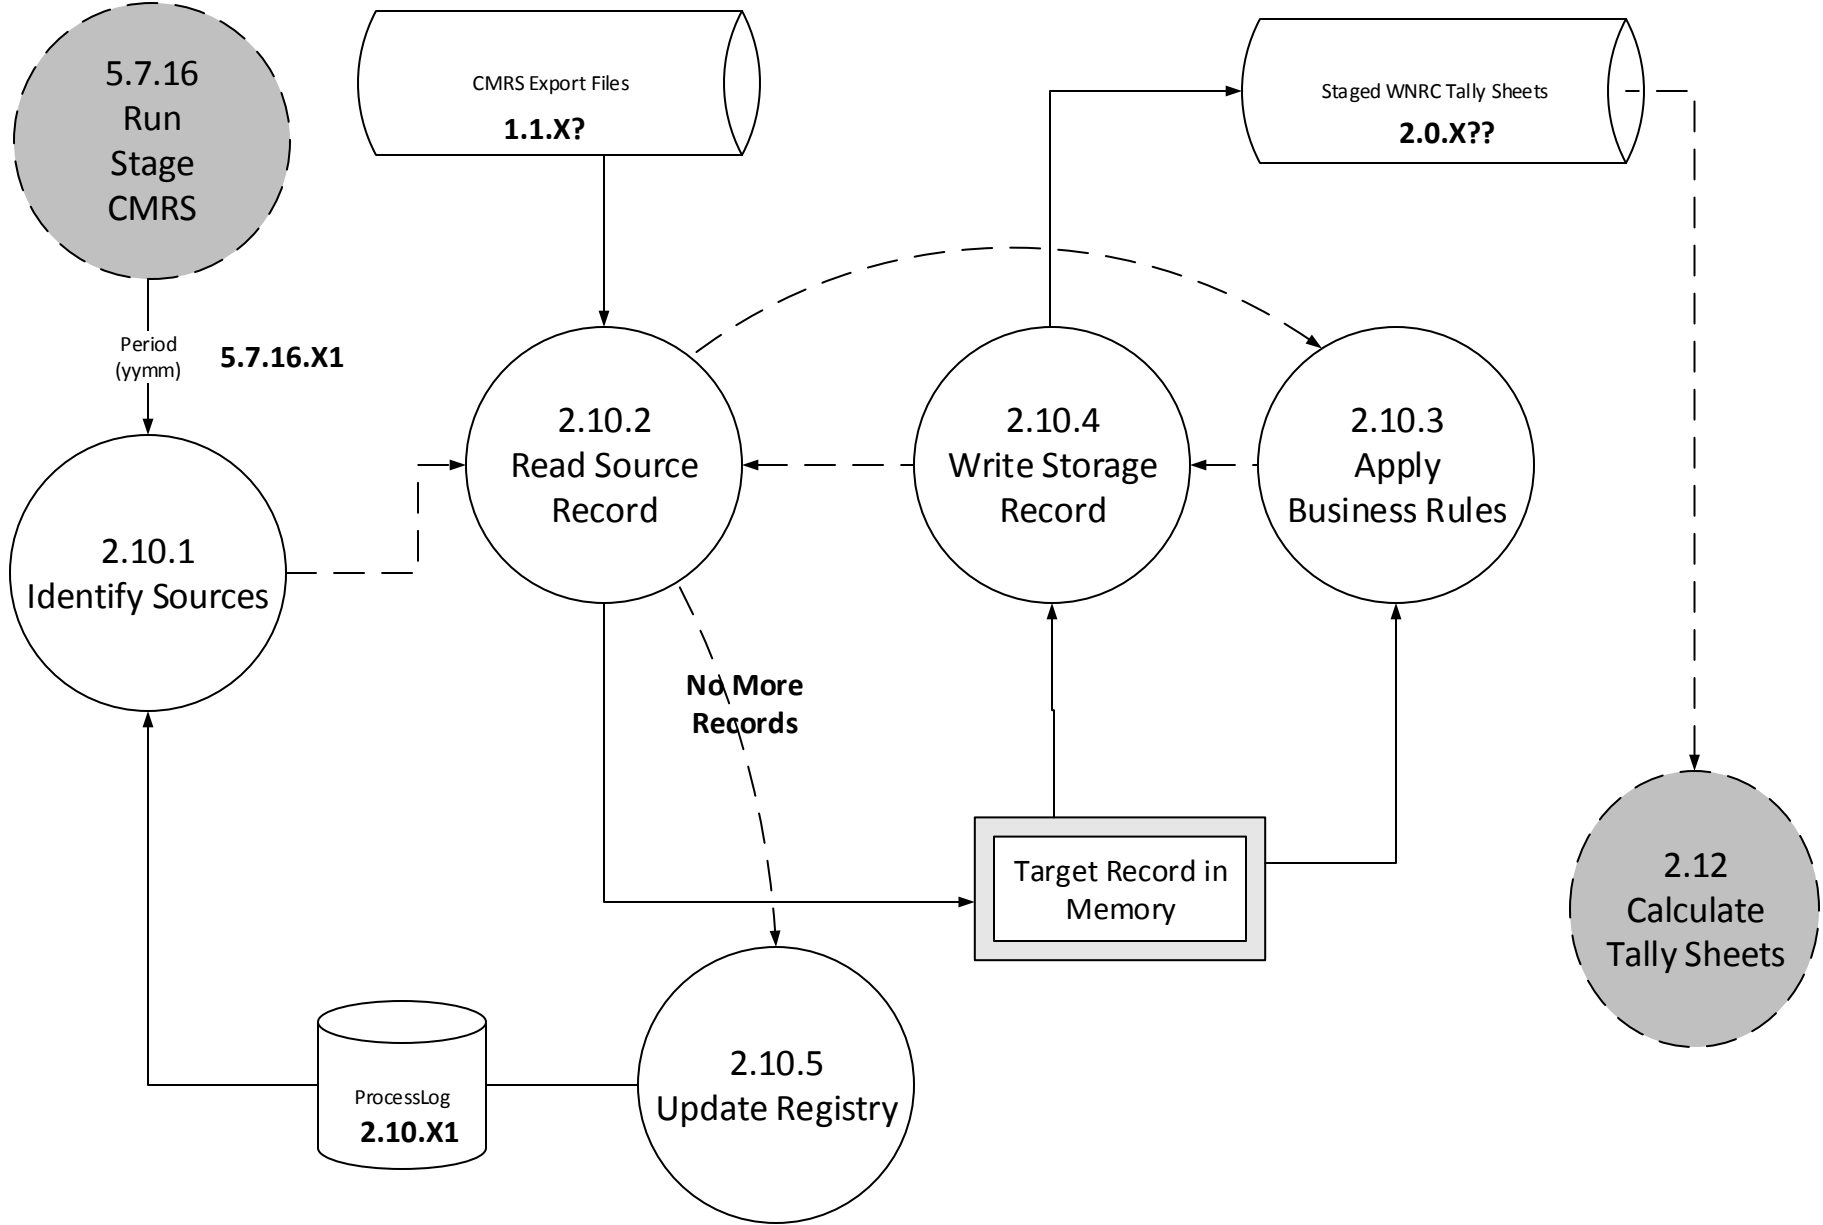 5.7.16
Run
Stage
CMRS
CMRS Export Files
1.1.X?
Staged WNRC Tally Sheets
2.0.X??
Period
(yymm)
5.7.16.X1
2.10.1
Identify Sources
2.10.2
Read Source
Record
2.10.4
Write Storage
Record
2.10.3
Apply
Business Rules
No More
Records
Target Record in
Memory
2.12
Calculate
Tally Sheets
ProcessLog
2.10.X1
2.10.5
Update Registry